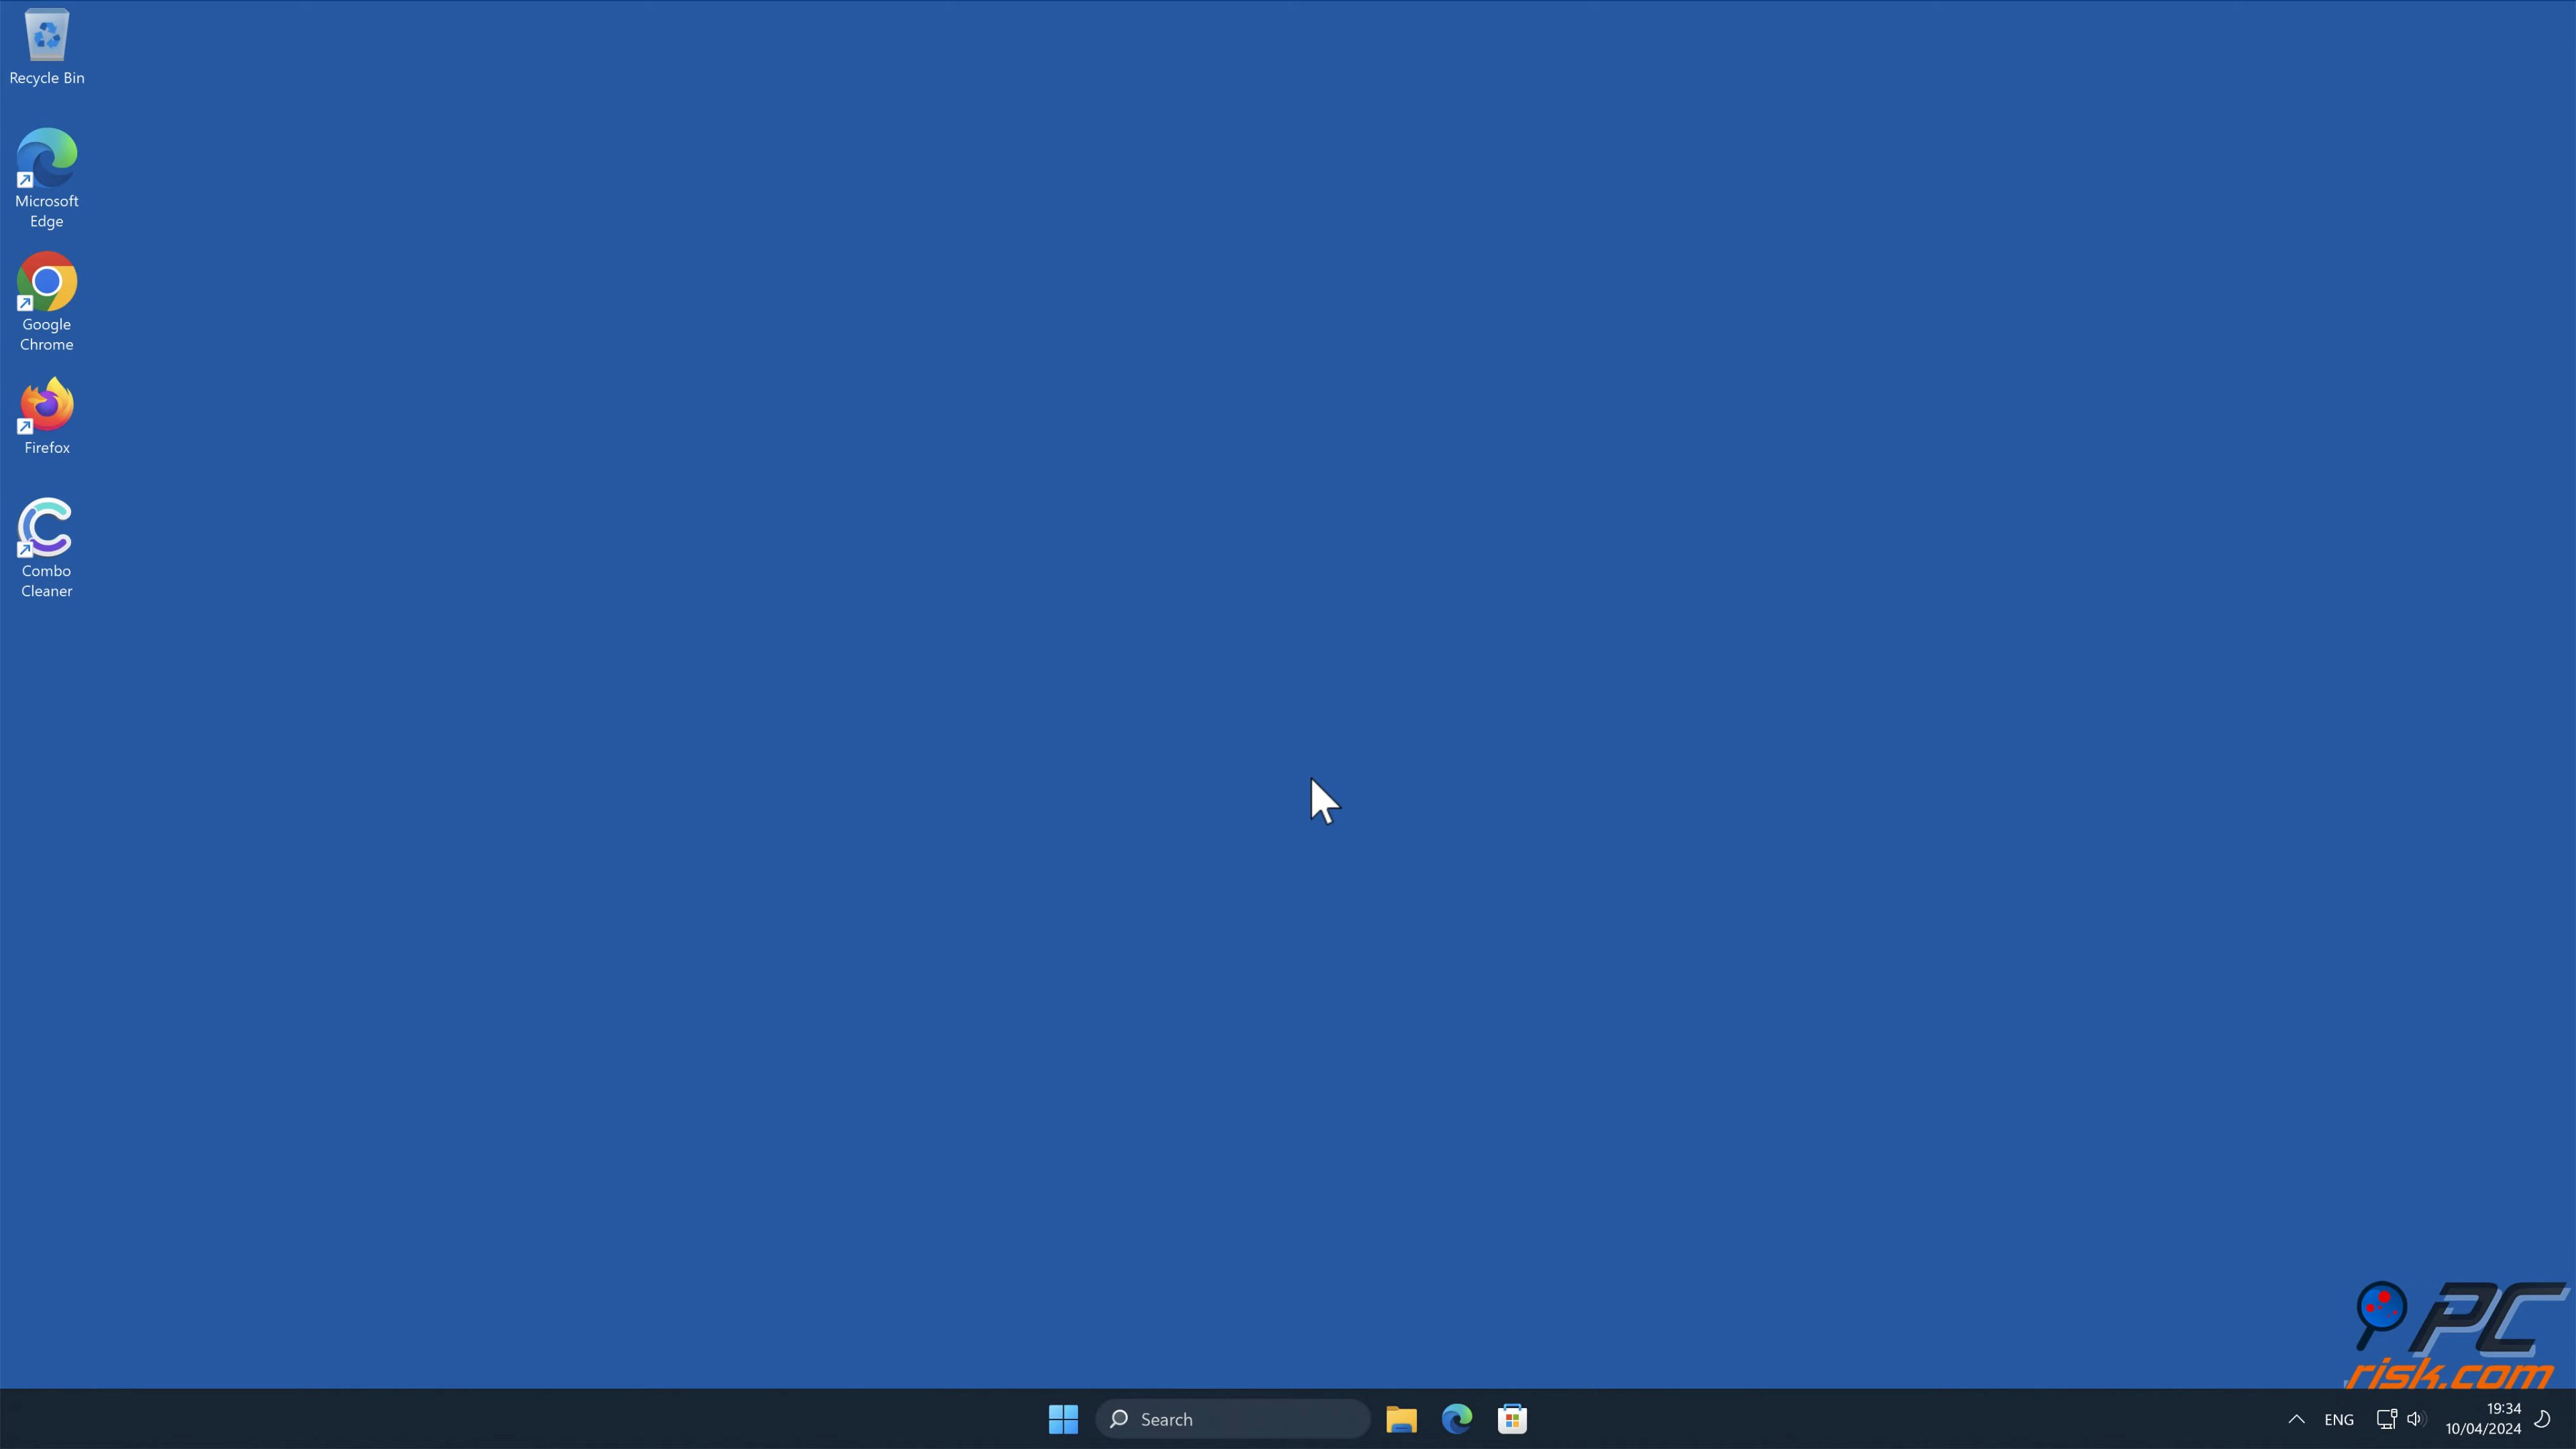 Recycle Bin
Microsoft
Edge
Google
Chrome
Firefox
Combo
Cleaner
PC
risk.com
Search
ENG
19:34
10/04/2024